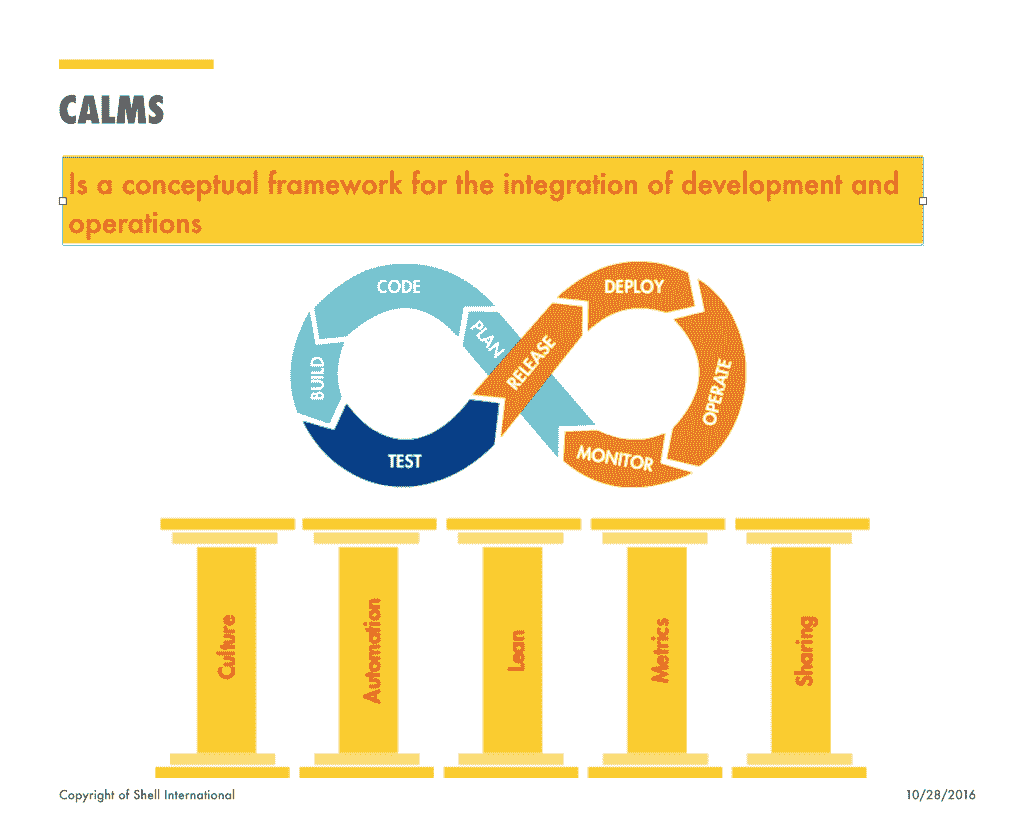 CALMS
Is a conceptual framework for the integration of development and
operations
CODE
DEPLOY
PLAN
RELEASE
BUILD
OPERATE
TEST
MONITOR
Culture
Automation
Lean
Metrics
Sharing
Copyright of Shell International
10/28/2016